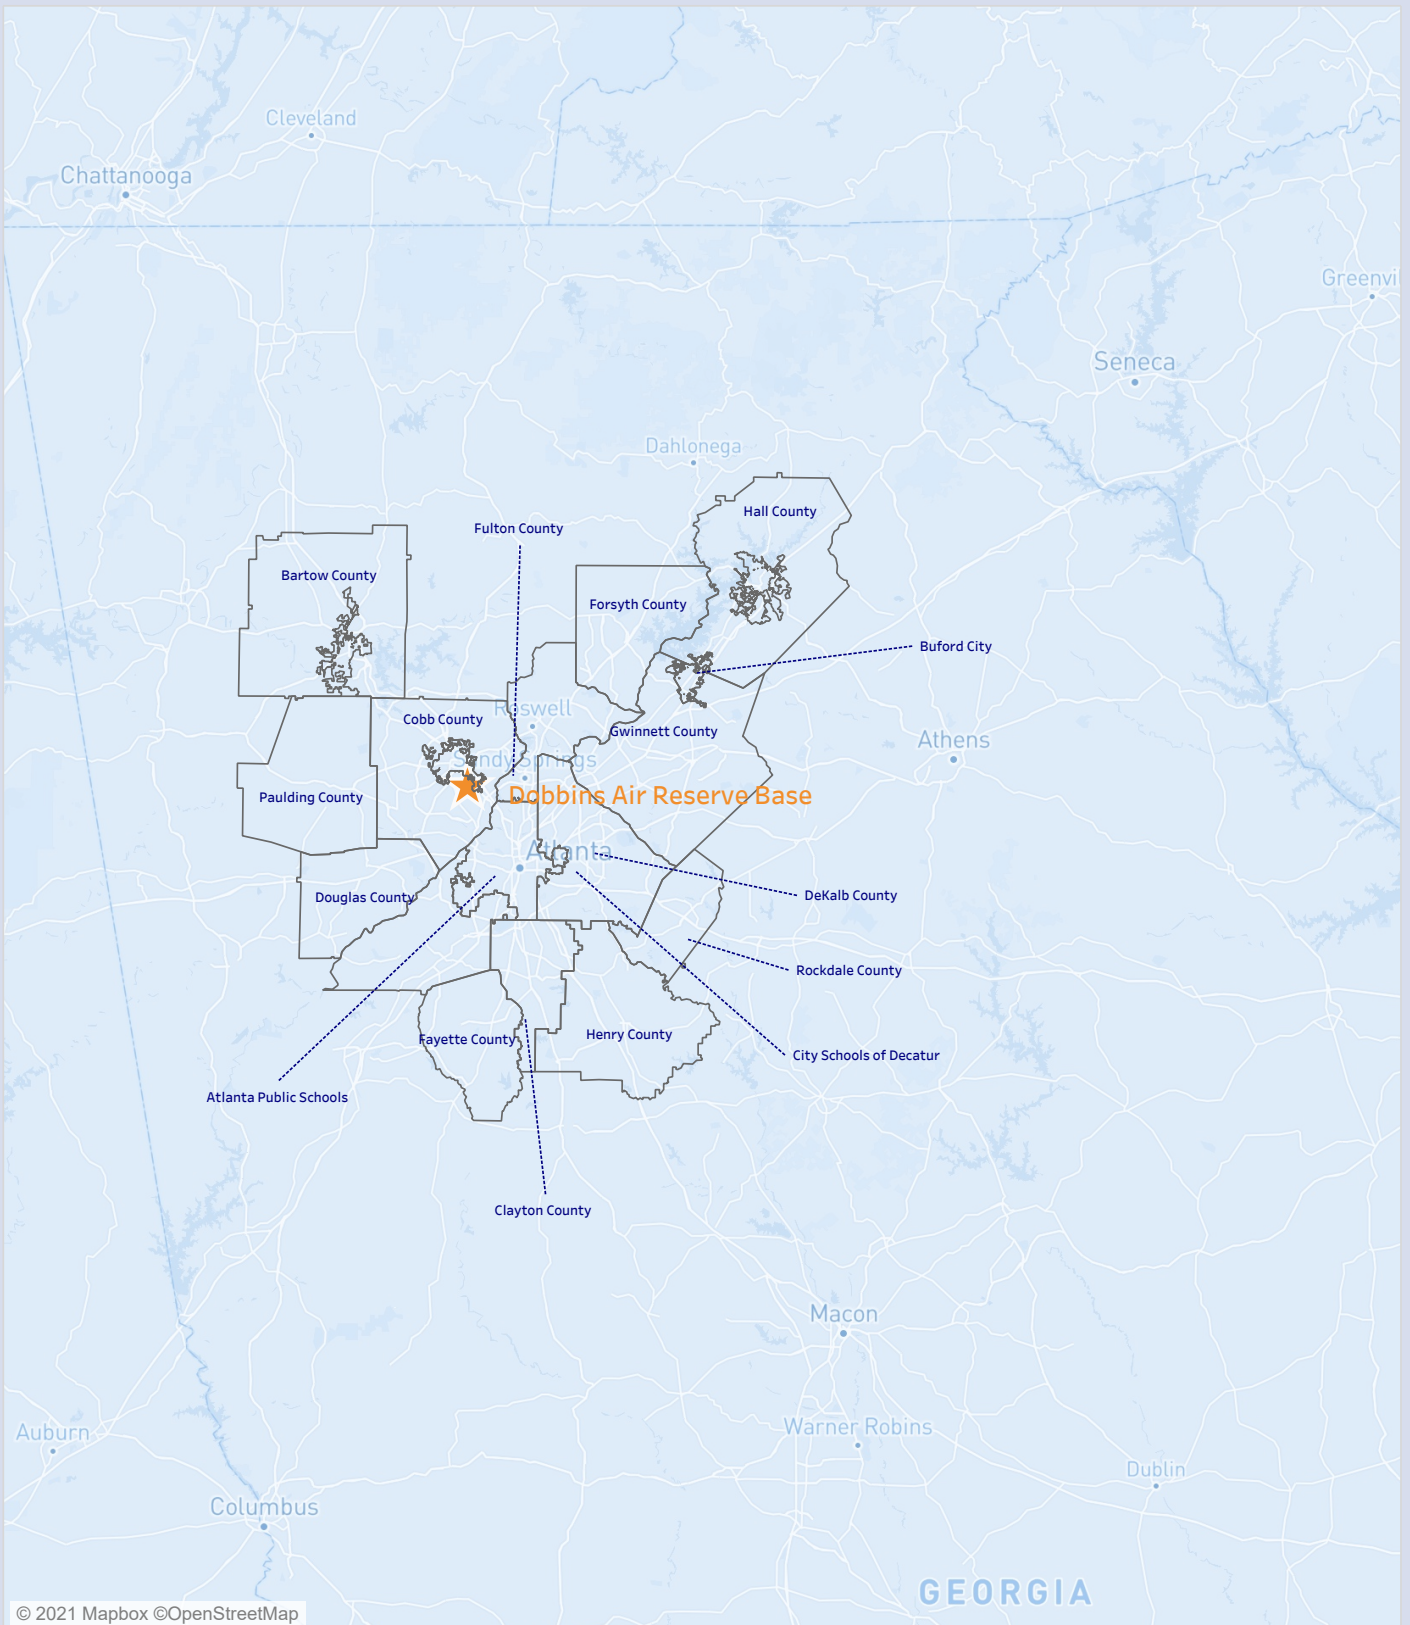 Cleveland
Chattanooga
Greenvil
Seneca
Dahlonega
Hall County
Fulton County
Bartow County
Forsyth County
Buford City
Roswell
Cobb County
Gwinnett County
Athens
Sandy Springs
Paulding County
Dobbins Air Reserve Base
Atlanta
Douglas County
DeKalb County
Rockdale County
Henry County
Fayette County
City Schools of Decatur
Atlanta Public Schools
Clayton County
Macon
Auburn
Warner Robins
Dublin
Columbus
GEORGIA
© 2021 Mapbox ©OpenStreetMap